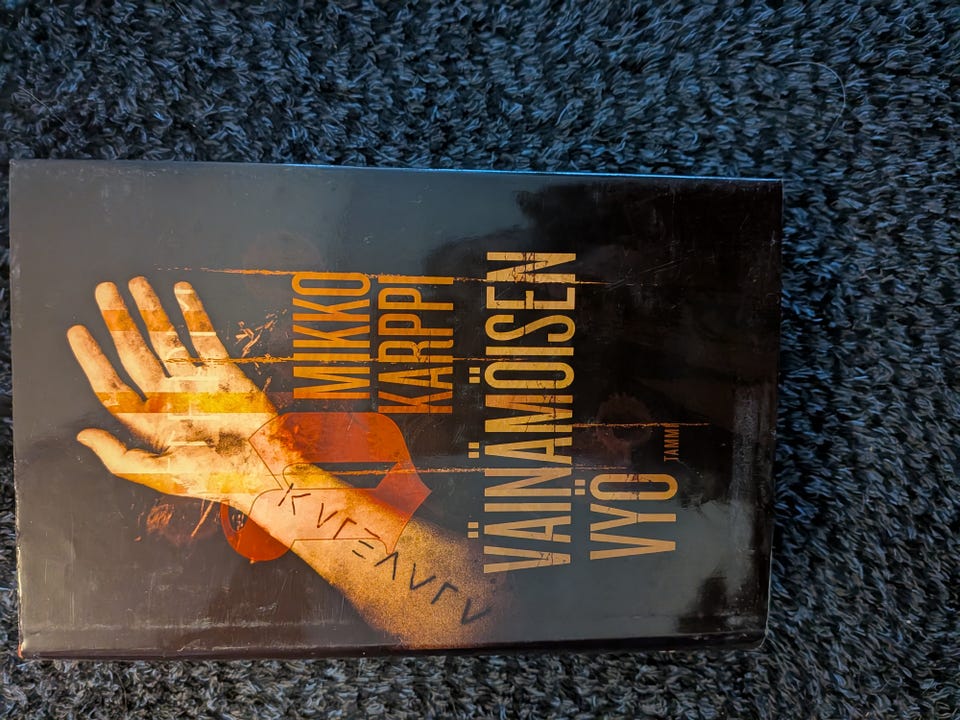 MIKKO
KARPPI
VÄINÄMÖISEN
VYÖ
TAMMI